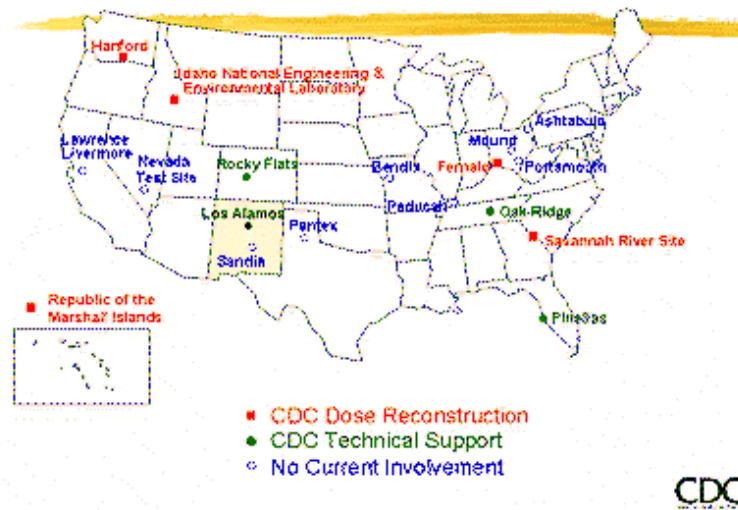 Hanford
Idaho National Engineering &
Environmental Laboratory
Ashtabula
Mound
Lawrence
Livermore
Nevada
Test Site
Rocky Flats
Bendix
Fernald
Portsmouth
Paducah
Los Alamos
Pantex
Oak Ridge
Sandia
Savannah River Site
Republic of the
Marshall Islands
Pinellas
CDC Dose Reconstruction
CDC Technical Support
No Current Involvement
CDC